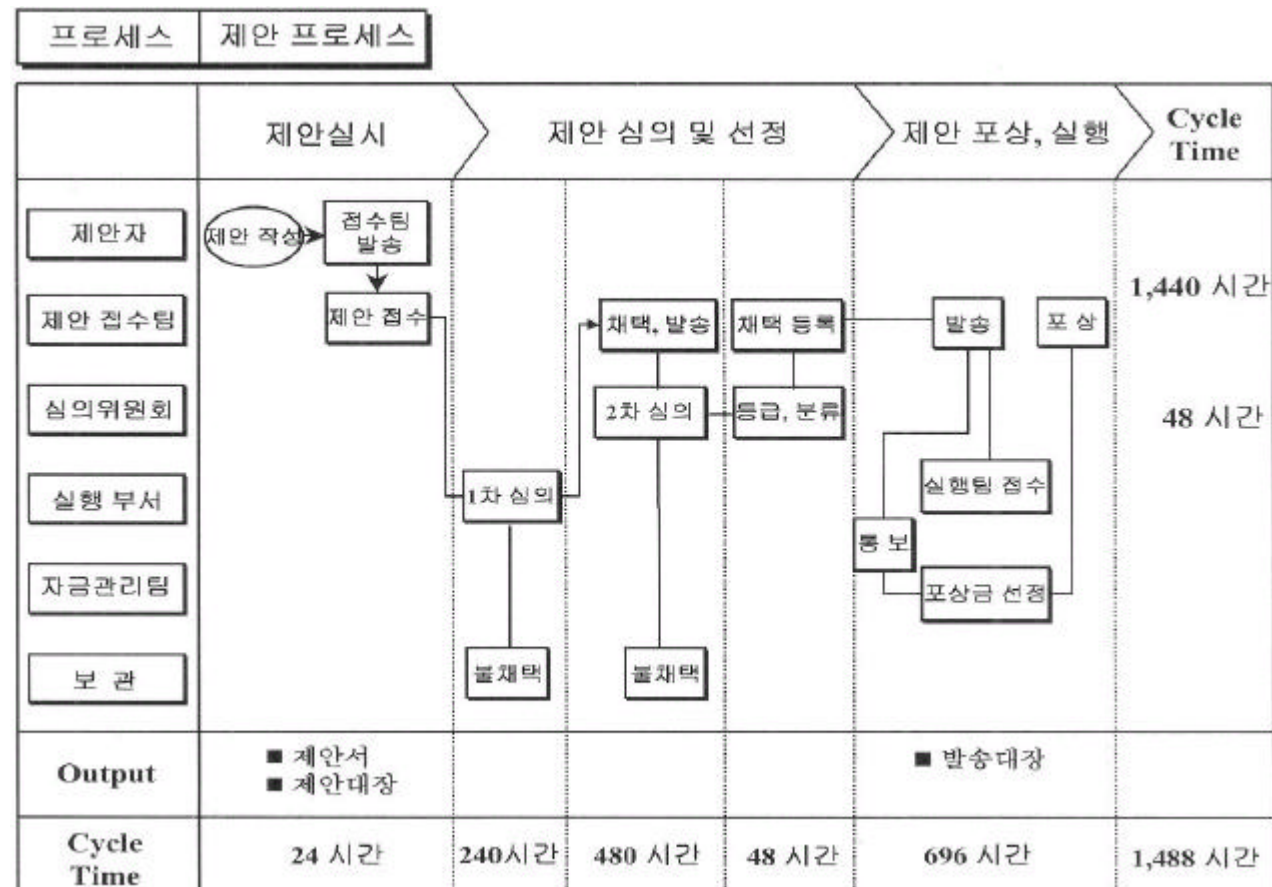 프로세스 제안 프로세스
제안실시 제안 심의 및 선정 제안 포상, 실행 Cycle
Time
제안자
제안 작성
접수팀
발송
1,440 시간
제안 접수팀
제안 접수
채택, 발송
채택 등록
발송
포 상
심의위원회
2차 심의
등급, 분류
48 시간
실행 부서
1차 심의
실행팀 접수
통 보
자금관리팀
포상금 선정
보 관
불채택
불채택
Output
■ 제안서
■ 제안대장
■ 발송대장
Cycle
Time
24 시간 240시간 480 시간 48 시간 696 시간 1,488 시간